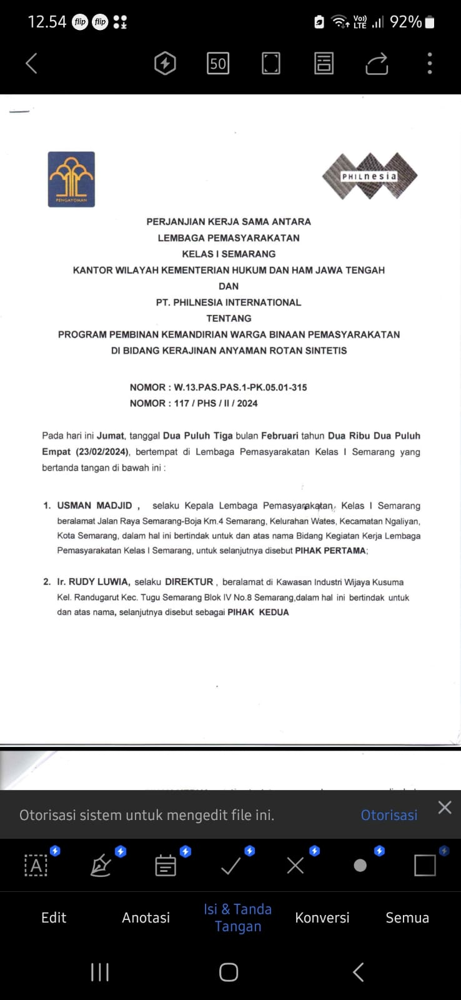 12.54 flip flip Vo)) LTE 92%
50
PENGAYOMAN
PHILnesia
PERJANJIAN KERJA SAMA ANTARA
LEMBAGA PEMASYARAKATAN
KELAS I SEMARANG
KANTOR WILAYAH KEMENTERIAN HUKUM DAN HAM JAWA TENGAH
DAN
PT. PHILNESIA INTERNATIONAL
TENTANG
PROGRAM PEMBINAN KEMANDIRIAN WARGA BINAAN PEMASYARAKATAN
DI BIDANG KERAJINAN ANYAMAN ROTAN SINTETIS
NOMOR : W.13.PAS.PAS.1-PK.05.01-315
NOMOR : 117 / PHS / II / 2024
Pada hari ini Jumat, tanggal Dua Puluh Tiga bulan Februari tahun Dua Ribu Dua Puluh
Empat (23/02/2024), bertempat di Lembaga Pemasyarakatan Kelas I Semarang yang
bertanda tangan di bawah ini :
1. USMAN MADJID , selaku Kepala Lembaga Pemasyarakatan Kelas I Semarang
beralamat Jalan Raya Semarang-Boja Km.4 Semarang, Kelurahan Wates, Kecamatan Ngaliyan,
Kota Semarang, dalam hal ini bertindak untuk dan atas nama Bidang Kegiatan Kerja Lembaga
Pemasyarakatan Kelas I Semarang, untuk selanjutnya disebut PIHAK PERTAMA;
2. Ir. RUDY LUWIA, selaku DIREKTUR , beralamat di Kawasan Industri Wijaya Kusuma
Kel. Randugarut Kec. Tugu Semarang Blok IV No.8 Semarang,dalam hal ini bertindak untuk
dan atas nama, selanjutnya disebut sebagai PIHAK KEDUA
Otorisasi sistem untuk mengedit file ini.
Otorisasi
A
Edit
Anotasi
Isi & Tanda
Tangan
Konversi
Semua